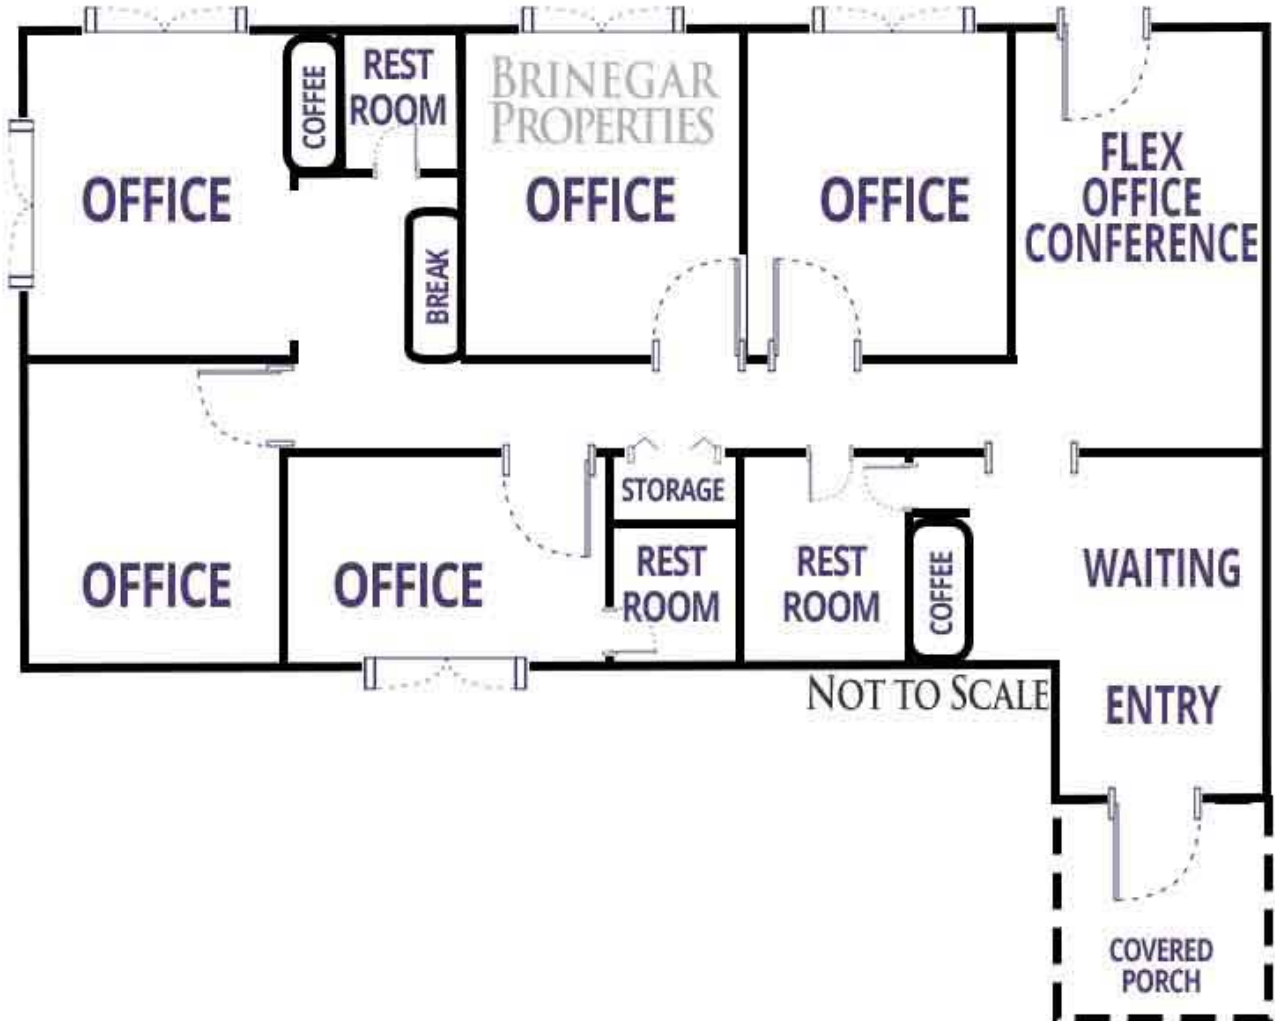 COFFEE
REST
ROOM
BRINEGAR
PROPERTIES
OFFICE
OFFICE
OFFICE
FLEX
OFFICE
CONFERENCE
BREAK
STORAGE
OFFICE
OFFICE
REST
ROOM
REST
ROOM
COFFEE
WAITING
NOT TO SCALE
ENTRY
COVERED
PORCH